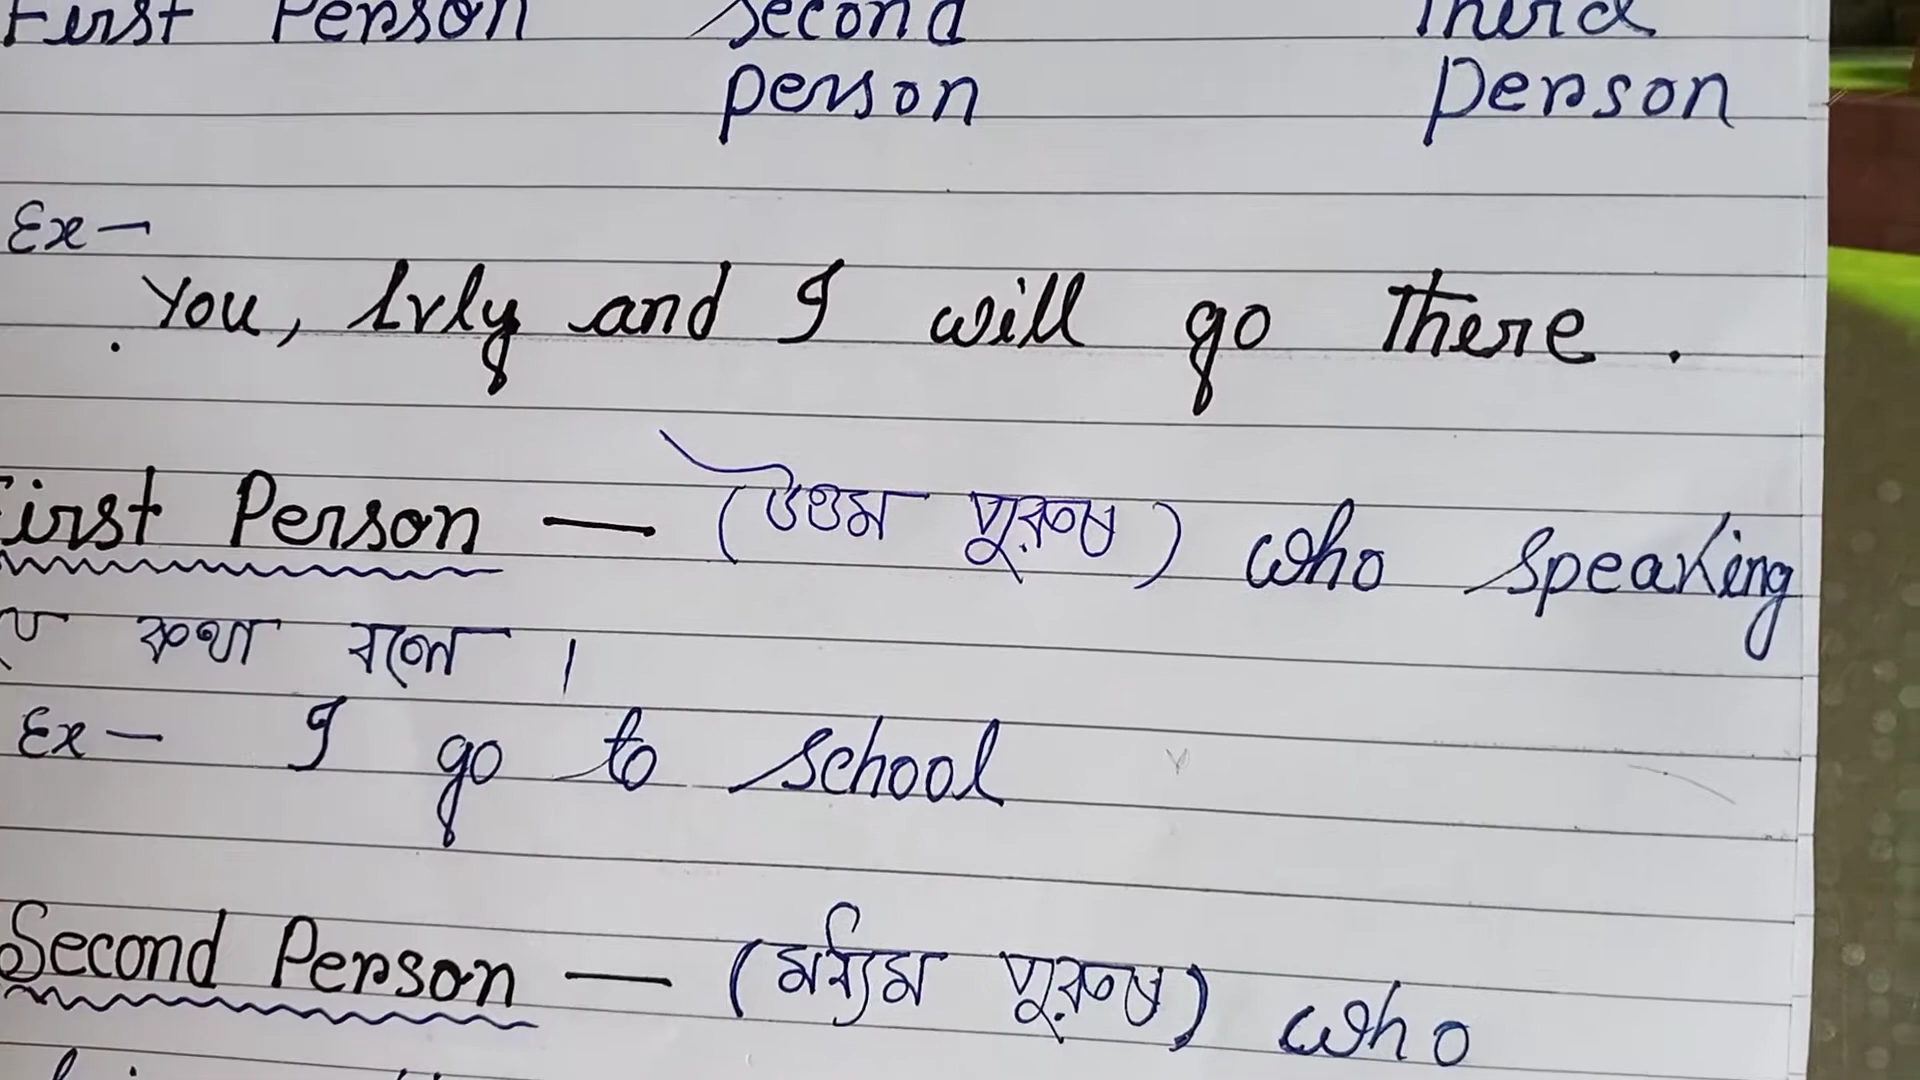 First Person Second Third
person person
Ex—
You, lvly and I will go There.
First Person — (উত্তম পুরুষ) who speaking
কথা বলে ।
Ex— I go to school
Second Person — (মধ্যম পুরুষ) who